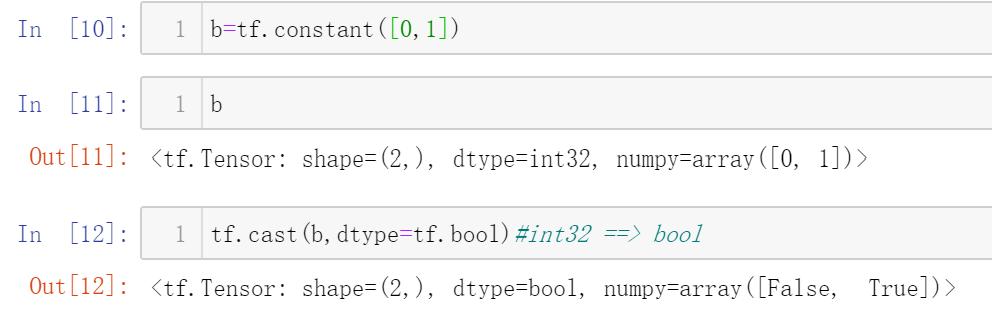 In [10]: 1 b=tf.constant([0,1])
In [11]: 1 b
Out[11]: <tf.Tensor: shape=(2,), dtype=int32, numpy=array([0, 1])>
In [12]: 1 tf.cast(b,dtype=tf.bool)#int32 ==> bool
Out[12]: <tf.Tensor: shape=(2,), dtype=bool, numpy=array([False,  True])>